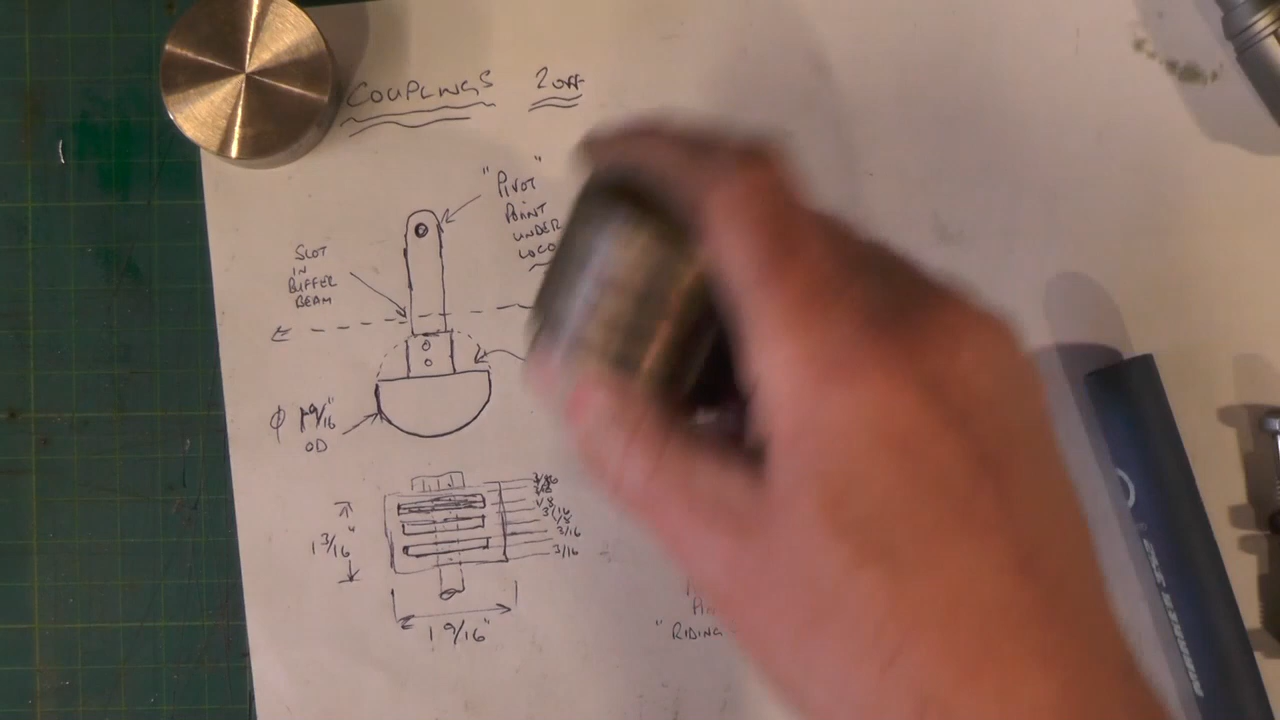 COUPLINGS 2 OFF
"PIVOT"
POINT
UNDER
LOCO
SLOT
IN
BUFFER
BEAM
Φ 1 9/16"
OD
1 3/16"
3/16
1/8
3/16
1/8
3/16
3/16
1 9/16"
"RIDING